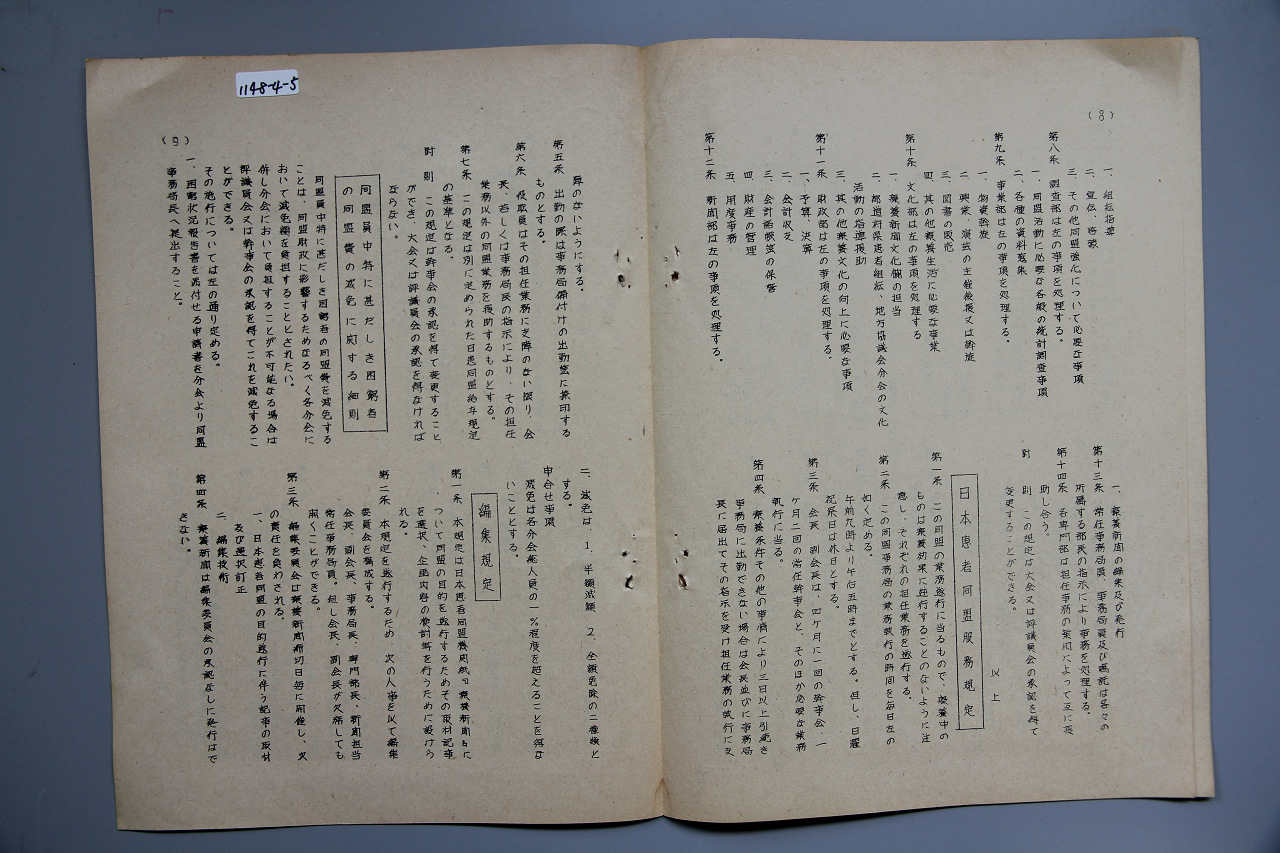 1148-4-5
(8)
一、組織指導
二、宣伝、啓蒙
三、その他同盟強化について必要な事項
第八条 調査部は左の事項を処理する。
一、同盟活動に必要な各般の統計調査事項
二、各種の資料蒐集
第九条 事業部は左の事項を処理する。
一、物資斡旋
二、興業、演芸の主催後援又は斡旋
三、図書の販売
四、其の他療養生活に必要な事業
第十条 文化部は左の事項を処理する
一、療養新聞文化欄の担当
二、都道府県患者組織、地方協議会分会の文化
活動の指導援助
三、其の他療養文化の向上に必要な事項
第十一条 財政部は左の事項を処理する。
一、予算、決算
二、会計収支
三、会計諸帳簿の保管
四、財産の管理
五、用度事務
第十二条 新聞部は左の事項を処理する。
一、療養新聞の編集及び発行
第十三条 常任事務局員、事務局員及び嘱託は各々の
所属する部長の指示により事務を処理する。
第十四条 各専門部は担任事務の繁閑によって互に援
助し合う。
附 則 この規定は大会又は評議員会の承認を得て
変更することができる。
以上
日本患者同盟服務規定
第一条 この同盟の業務遂行に当るもので、療養中の
ものは療養効果に逆行することのないように注
意し、それぞれの担任業務を遂行する。
第二条 この同盟事務局の業務執行の時間を毎日左の
如く定める。
午前九時より午后五時までとする。但し、日曜
祝祭日は休日とする。
第三条 会長、副会長は、四ケ月に一回の幹事会、一
ケ月二回の常任幹事会と、そのほか必要な業務
執行に当る。
第四条 療養条件その他の事情により三日以上引続き
事務局に出勤できない場合は会長並びに事務局
長に届出てその指示を受け担任業務の執行に支
(9)
障のないようにする。
第五条 出勤の際は事務局備付けの出勤簿に捺印する
ものとする。
第六条 役職員はその担任業務に支障のない限り、会
長、若しくは事務局長の指示により、その担任
業務以外の同盟業務を援助するものとする。
第七条 この規定は別に定められた日患同盟給与規定
の基準となる。
附 則 この規定は幹事会の承認を得て変更すること
ができ、大会又は評議員会の承認を得なければ
ならない。
同盟員中特に甚だしき困窮者
の同盟費の減免に関する細則
同盟員中特に甚だしき困窮者の同盟費を減免する
ことは、同盟財政に影響するためなるべく各分会に
おいて減免額を負担することとされたい。
併し分会において負担することが不可能なる場合は
評議員会又は幹事会の承認を得てこれを減免するこ
とができる。
その施行については左の通り定める。
一、困窮状況報告書を添付せる申請書を分会より同盟
事務局長へ提出すること。
二、減免は、1、半額減額 2、全額免除の二種類と
する。
申合せ事項
減免は各分会総人員の一%程度を超えることを得な
いこととする。
編集規定
第一条 本規定は日本患者同盟機関紙「療養新聞」に
ついて同盟の目的を遂行するためその取材記事
を選択、企画内容の検討等を行うために設けら
れる。
第二条 本規定を遂行するため 次の人事を以て編集
委員会を構成する。
会長、副会長、事務局長、専門部長、新聞担当
常任事務局員。但し会長、副会長が欠席しても
開くことができる。
第三条 編集委員会は療養新聞締切日毎に開催し、次
の責任を負わされる。
一、日本患者同盟の目的遂行に伴う記事の取材
及び選択訂正
二、編集技術
第四条 療養新聞は編集委員会の承認なしに発行はで
きない。